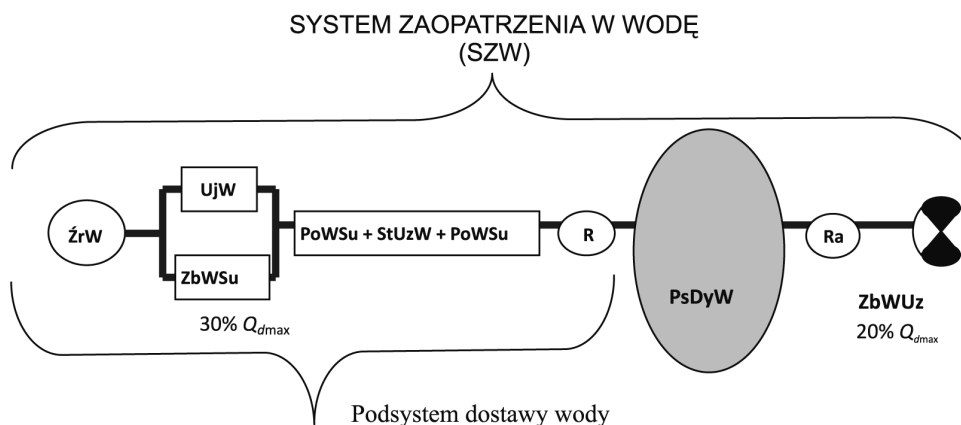 SYSTEM ZAOPATRZENIA W WODĘ
(SZW)
UjW
ŹrW
PoWSu + StUzW + PoWSu
R
Ra
ZbWSu
PsDyW
ZbWUz
30% Qdmax
20% Qdmax
Podsystem dostawy wody